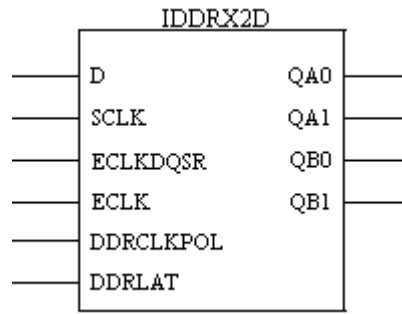 IDDRX2D
D QA0
SCLK QA1
ECLKDQSR QB0
ECLK QB1
DDRCLKPOL
DDRLAT